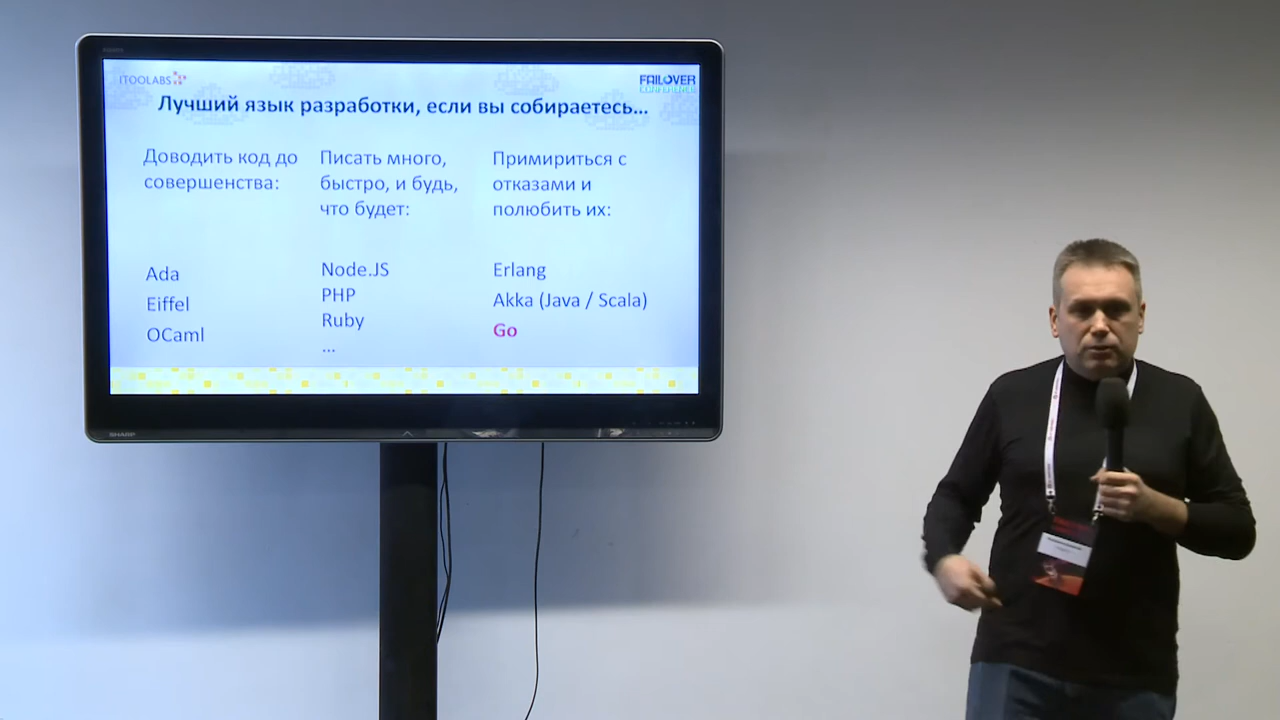 ITOOLABS
FAILOVER
CONFERENCE
Лучший язык разработки, если вы собираетесь...
Доводить код до
совершенства:
Ada
Eiffel
OCaml
Писать много,
быстро, и будь,
что будет:
Node.JS
PHP
Ruby
...
Примириться с
отказами и
полюбить их:
Erlang
Akka (Java / Scala)
Go
SHARP